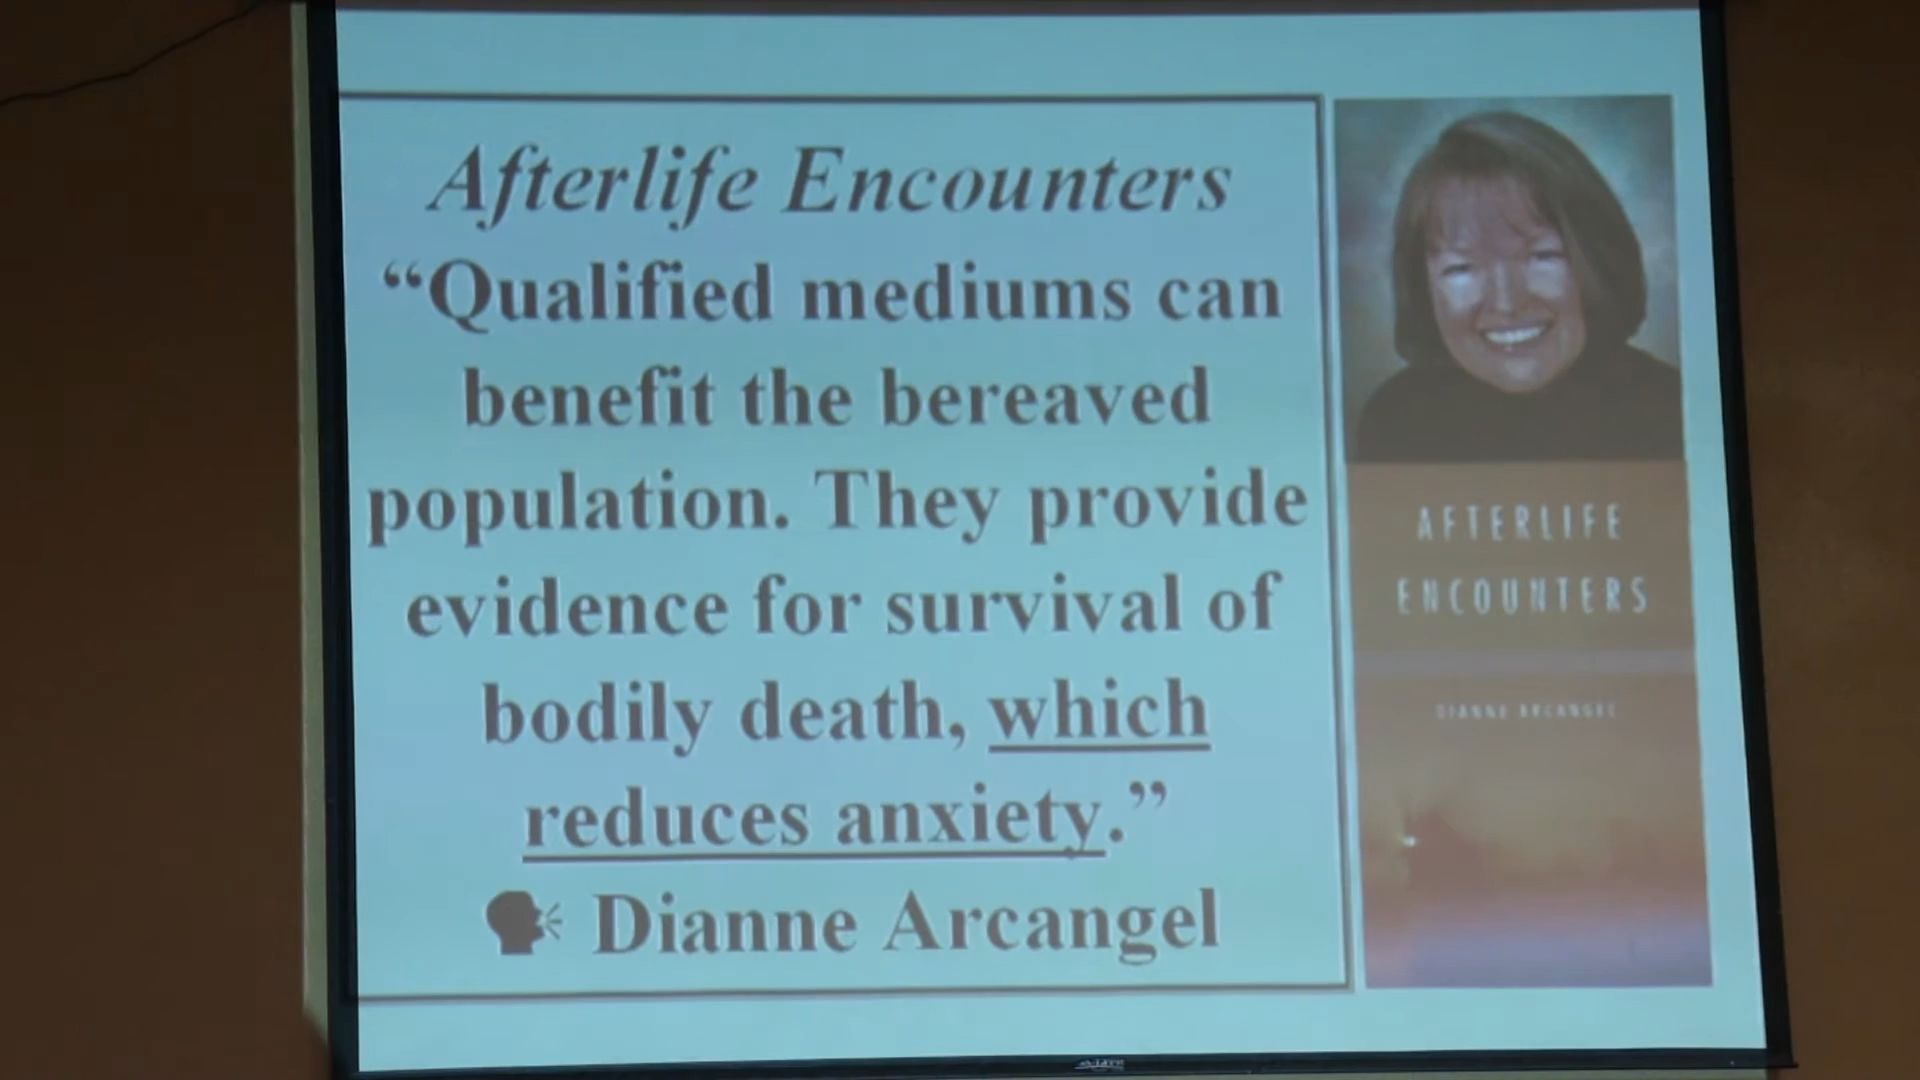 Afterlife Encounters
“Qualified mediums can
benefit the bereaved
population. They provide
evidence for survival of
bodily death, which
reduces anxiety.”
Dianne Arcangel
AFTERLIFE
ENCOUNTERS
DIANNE ARCANGEL